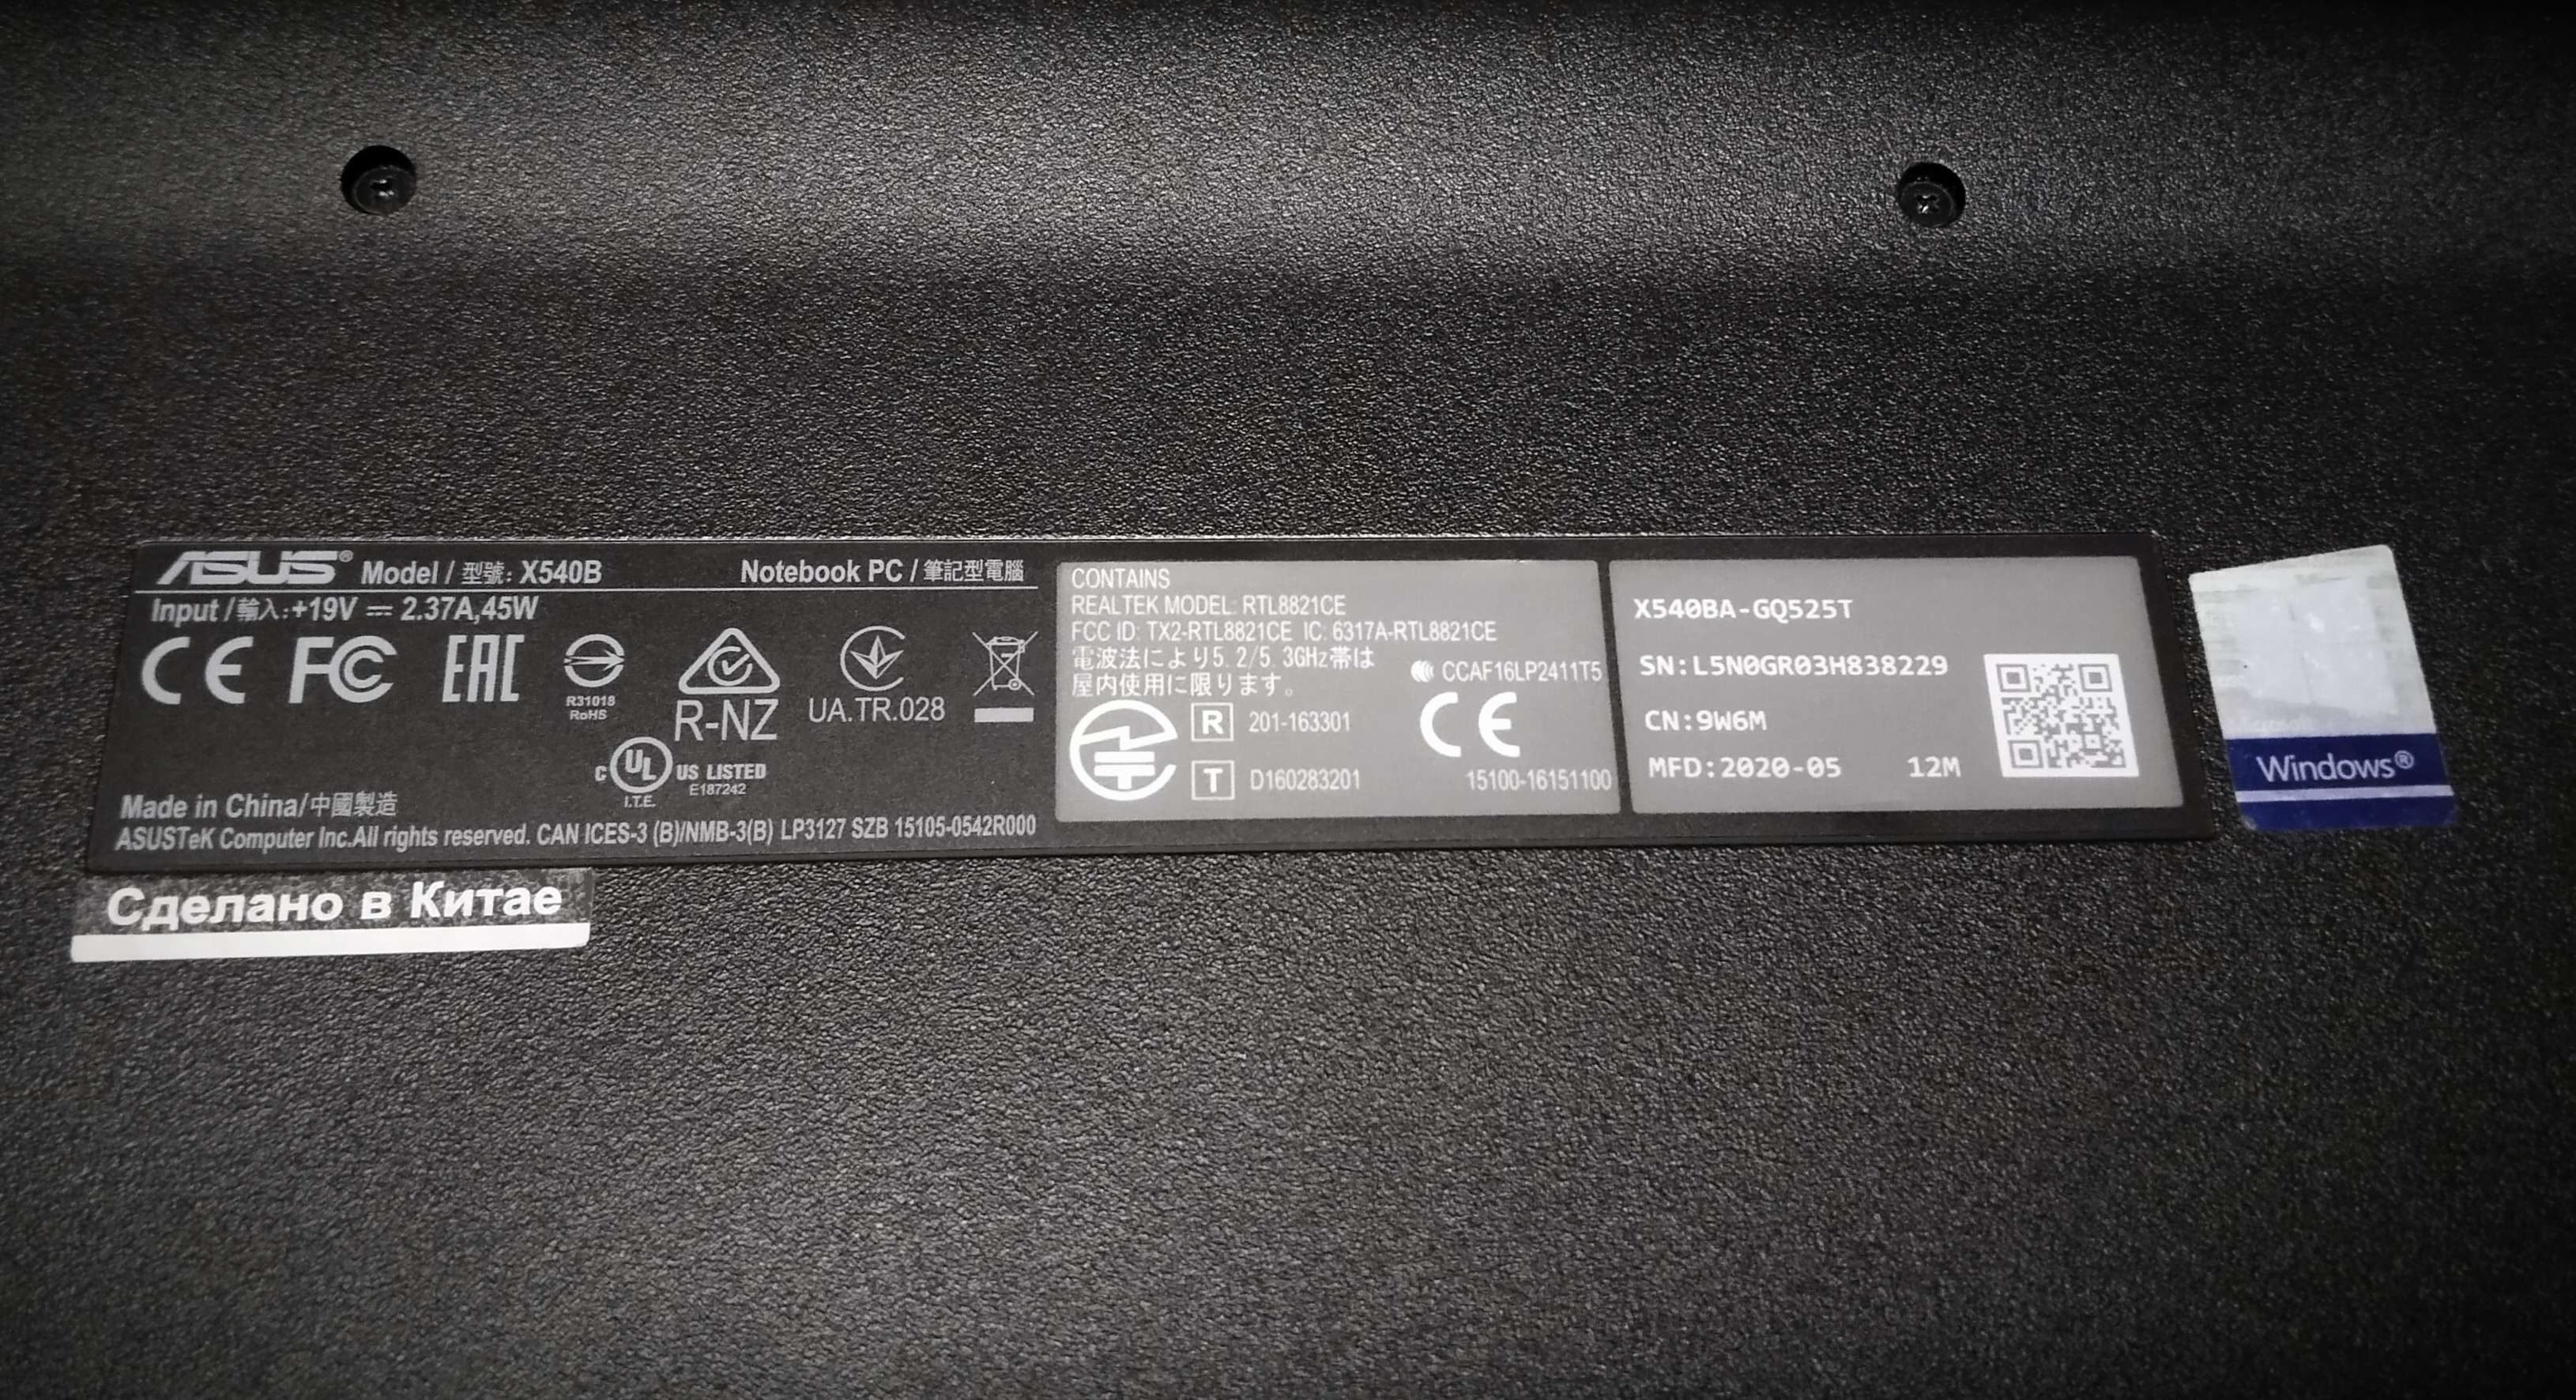 ASUS® Model / 型號: X540B Notebook PC / 筆記型電腦
Input / 輸入: +19V ⎓ 2.37A,45W
CE FC EAC
R31018
RoHS
R-NZ
UA.TR.028
C UL US LISTED
I.T.E. E187242
Made in China/中國製造
ASUSTeK Computer Inc.All rights reserved. CAN ICES-3 (B)/NMB-3(B) LP3127 SZB 15105-0542R000
CONTAINS
REALTEK MODEL: RTL8821CE
FCC ID: TX2-RTL8821CE IC: 6317A-RTL8821CE
電波法により5.2/5.3GHz帯は
屋内使用に限ります。
CCAF16LP2411T5
R 201-163301 CE
T D160283201 15100-16151100
X540BA-GQ525T
SN:L5N0GR03H838229
CN:9W6M
MFD:2020-05 12M
Windows®
Сделано в Китае